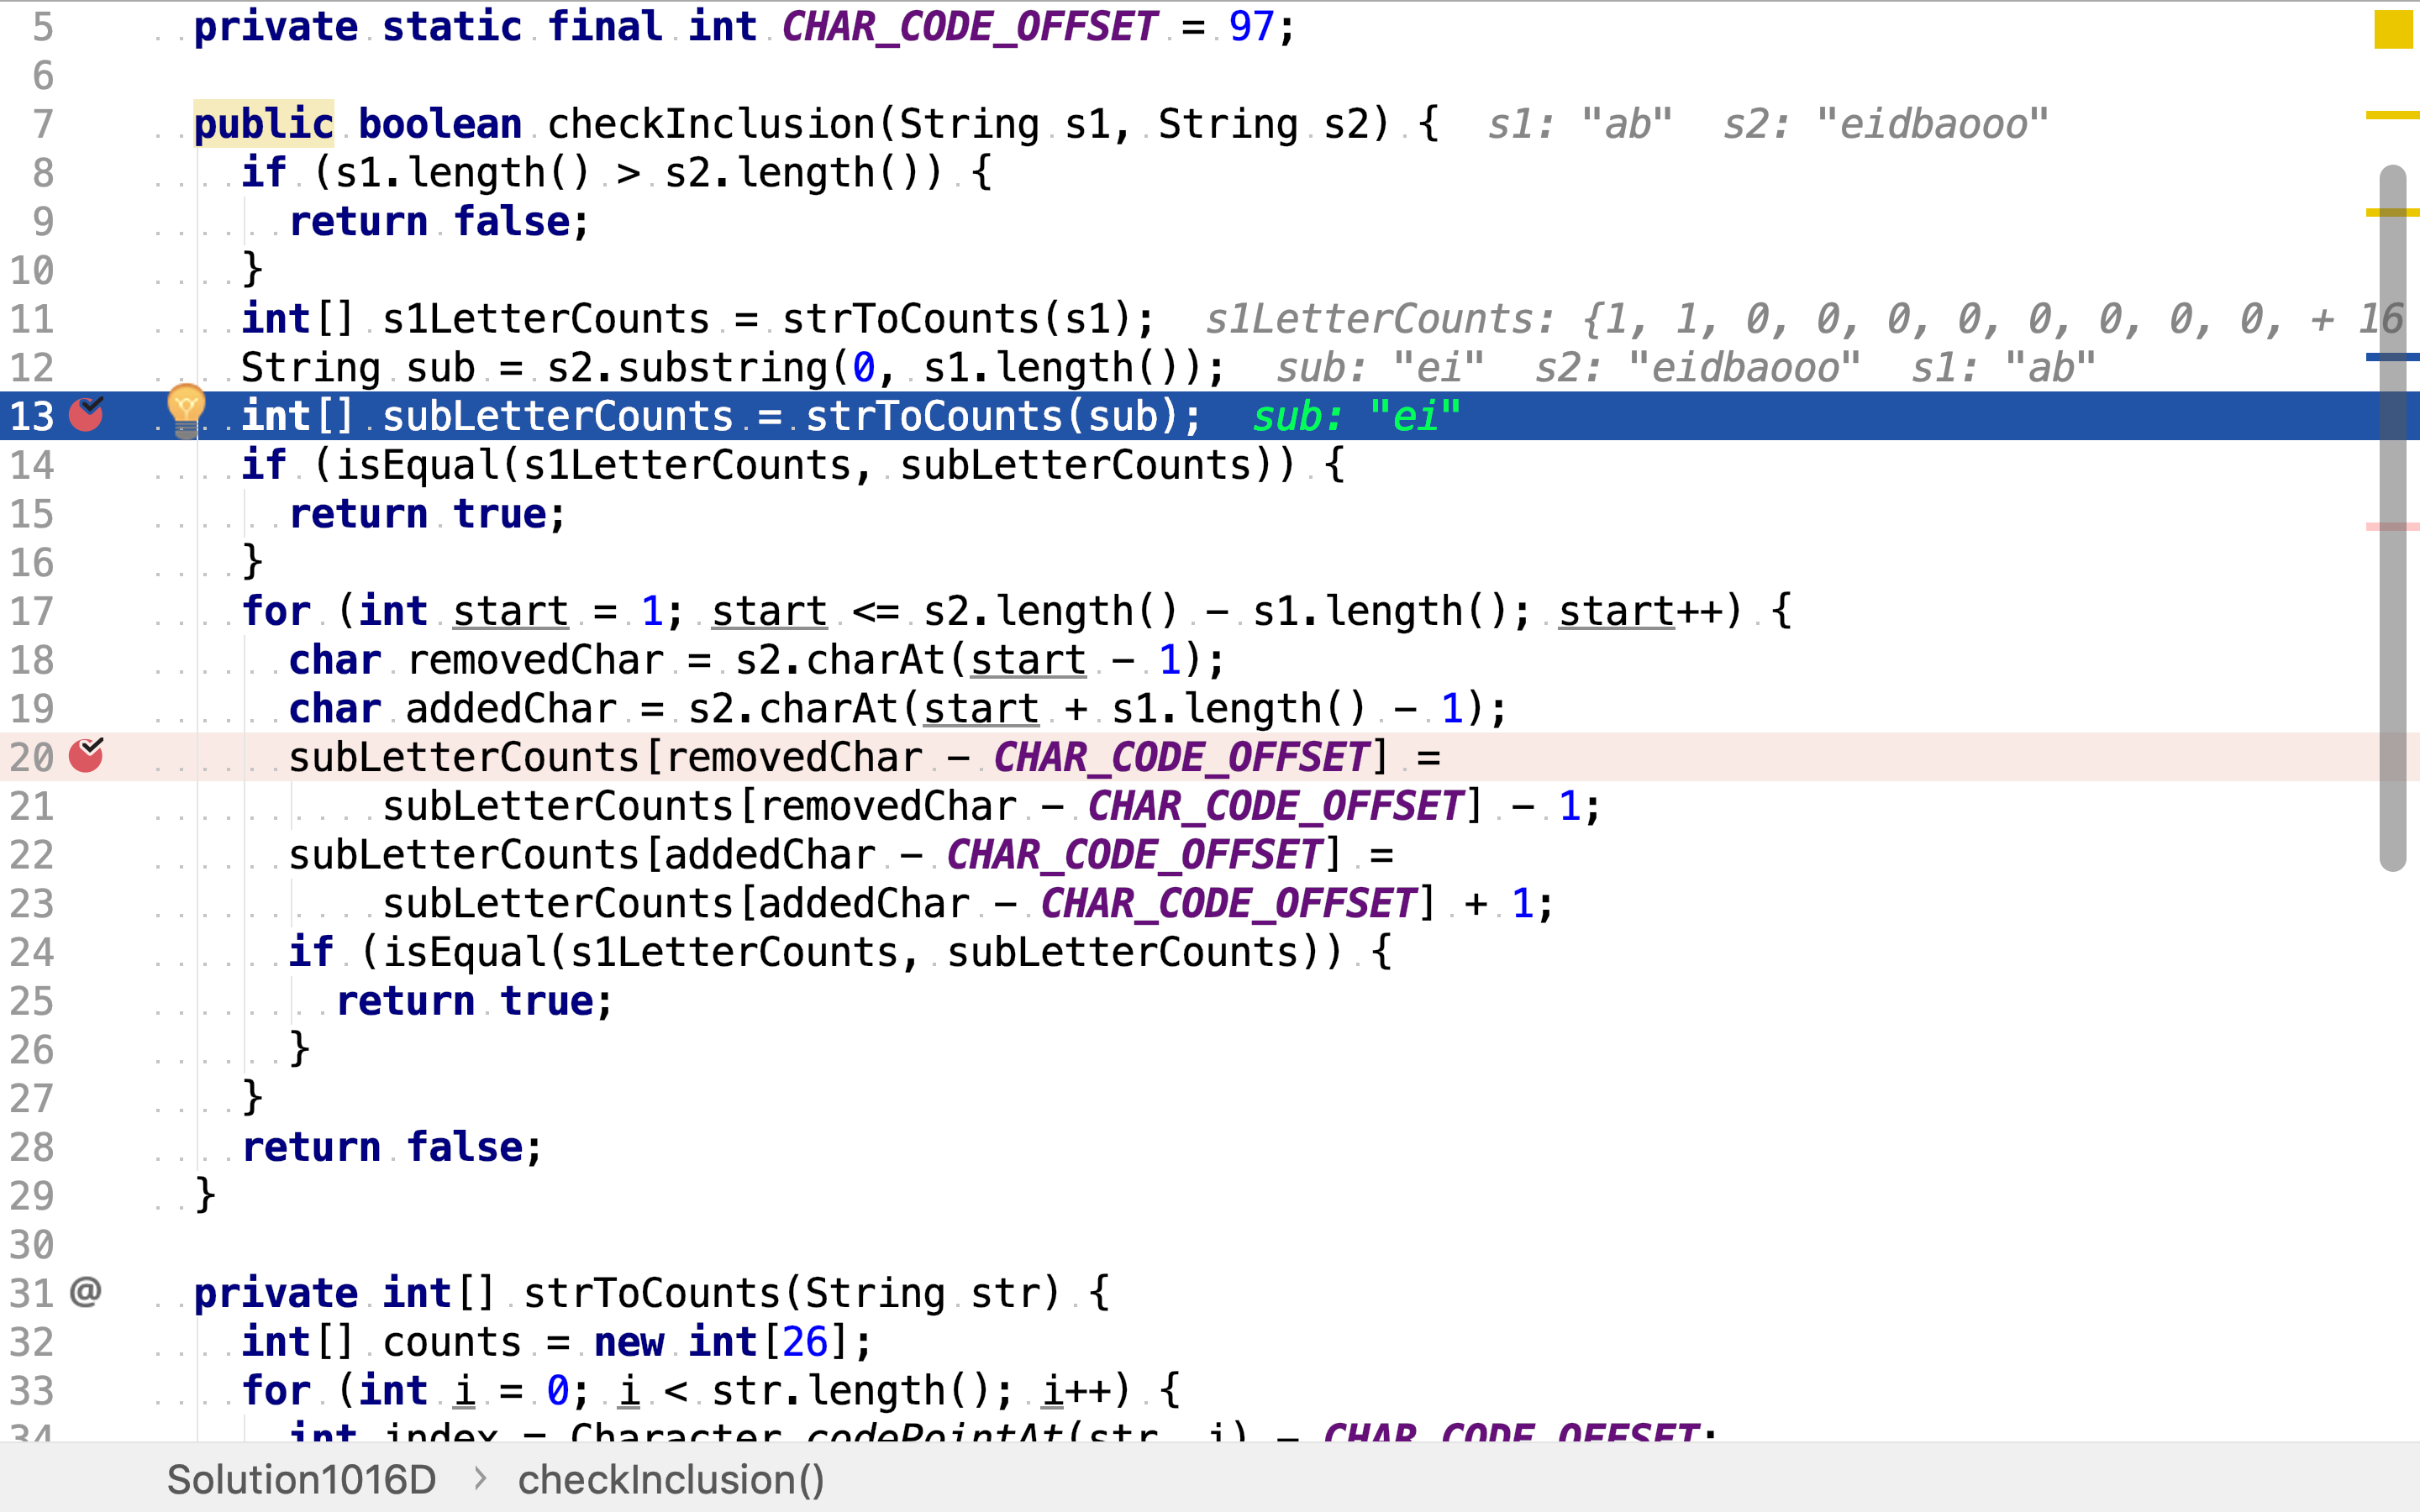 5 private static final int CHAR_CODE_OFFSET = 97;
6
7 public boolean checkInclusion(String s1, String s2) { s1: "ab" s2: "eidbaooo"
8 if (s1.length() > s2.length()) {
9 return false;
10 }
11 int[] s1LetterCounts = strToCounts(s1); s1LetterCounts: {1, 1, 0, 0, 0, 0, 0, 0, 0, 0, + 16
12 String sub = s2.substring(0, s1.length()); sub: "ei" s2: "eidbaooo" s1: "ab"
13 int[] subLetterCounts = strToCounts(sub); sub: "ei"
14 if (isEqual(s1LetterCounts, subLetterCounts)) {
15 return true;
16 }
17 for (int start = 1; start <= s2.length() - s1.length(); start++) {
18 char removedChar = s2.charAt(start - 1);
19 char addedChar = s2.charAt(start + s1.length() - 1);
20 subLetterCounts[removedChar - CHAR_CODE_OFFSET] =
21 subLetterCounts[removedChar - CHAR_CODE_OFFSET] - 1;
22 subLetterCounts[addedChar - CHAR_CODE_OFFSET] =
23 subLetterCounts[addedChar - CHAR_CODE_OFFSET] + 1;
24 if (isEqual(s1LetterCounts, subLetterCounts)) {
25 return true;
26 }
27 }
28 return false;
29 }
30
31 @ private int[] strToCounts(String str) {
32 int[] counts = new int[26];
33 for (int i = 0; i < str.length(); i++) {
34 int index = Character.codePointAt(str, i) - CHAR_CODE_OFFSET;
Solution1016D > checkInclusion()